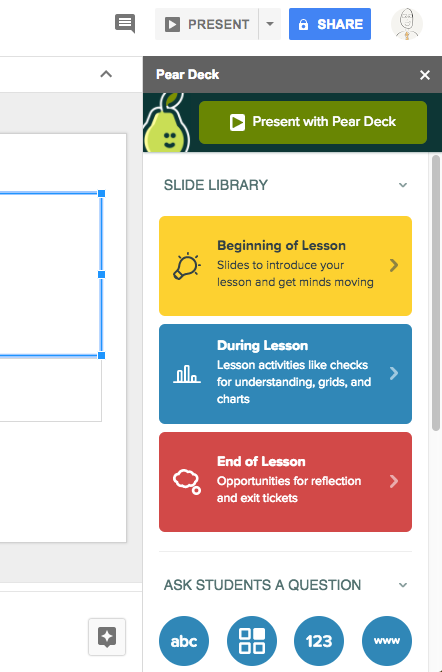 PRESENT
SHARE
Pear Deck
Present with Pear Deck
SLIDE LIBRARY
Beginning of Lesson
Slides to introduce your
lesson and get minds moving
During Lesson
Lesson activities like checks
for understanding, grids, and
charts
End of Lesson
Opportunities for reflection
and exit tickets
ASK STUDENTS A QUESTION
abc
123
www